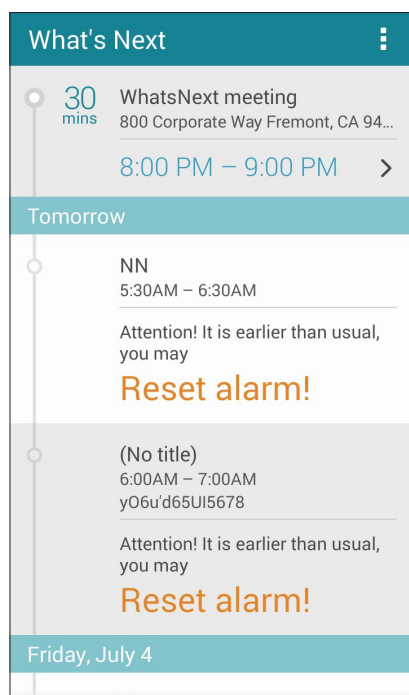 What's Next
30
mins
WhatsNext meeting
800 Corporate Way Fremont, CA 94...
8:00 PM – 9:00 PM
Tomorrow
NN
5:30AM – 6:30AM
Attention! It is earlier than usual,
you may
Reset alarm!
(No title)
6:00AM – 7:00AM
yO6u'd65UI5678
Attention! It is earlier than usual,
you may
Reset alarm!
Friday, July 4